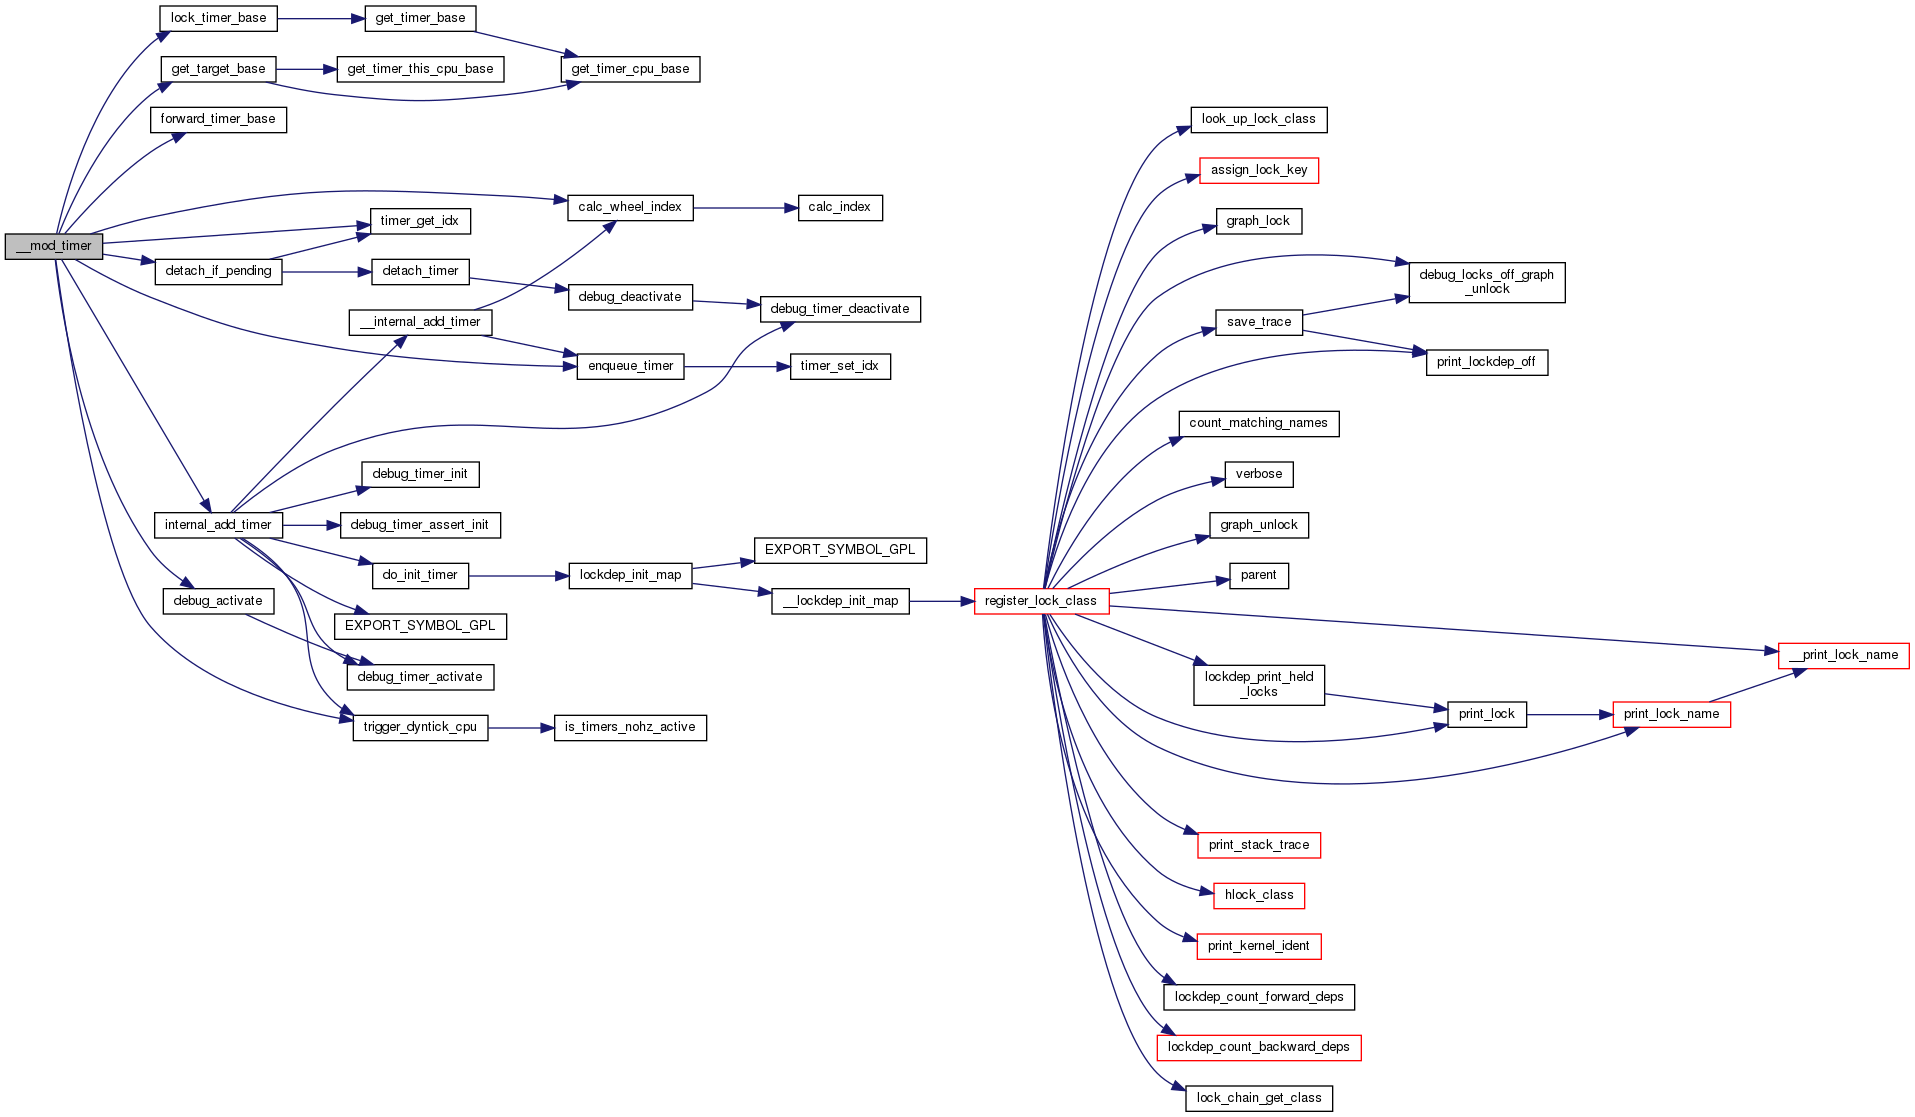 lock_timer_base
get_timer_base
get_target_base
get_timer_this_cpu_base
get_timer_cpu_base
forward_timer_base
__mod_timer
calc_wheel_index
calc_index
timer_get_idx
detach_if_pending
detach_timer
debug_deactivate
debug_timer_deactivate
__internal_add_timer
enqueue_timer
timer_set_idx
debug_timer_init
internal_add_timer
debug_timer_assert_init
do_init_timer
lockdep_init_map
EXPORT_SYMBOL_GPL
__lockdep_init_map
debug_activate
EXPORT_SYMBOL_GPL
debug_timer_activate
trigger_dyntick_cpu
is_timers_nohz_active
register_lock_class
look_up_lock_class
assign_lock_key
graph_lock
debug_locks_off_graph
_unlock
save_trace
print_lockdep_off
count_matching_names
verbose
graph_unlock
parent
__print_lock_name
lockdep_print_held
_locks
print_lock
print_lock_name
print_stack_trace
hlock_class
print_kernel_ident
lockdep_count_forward_deps
lockdep_count_backward_deps
lock_chain_get_class